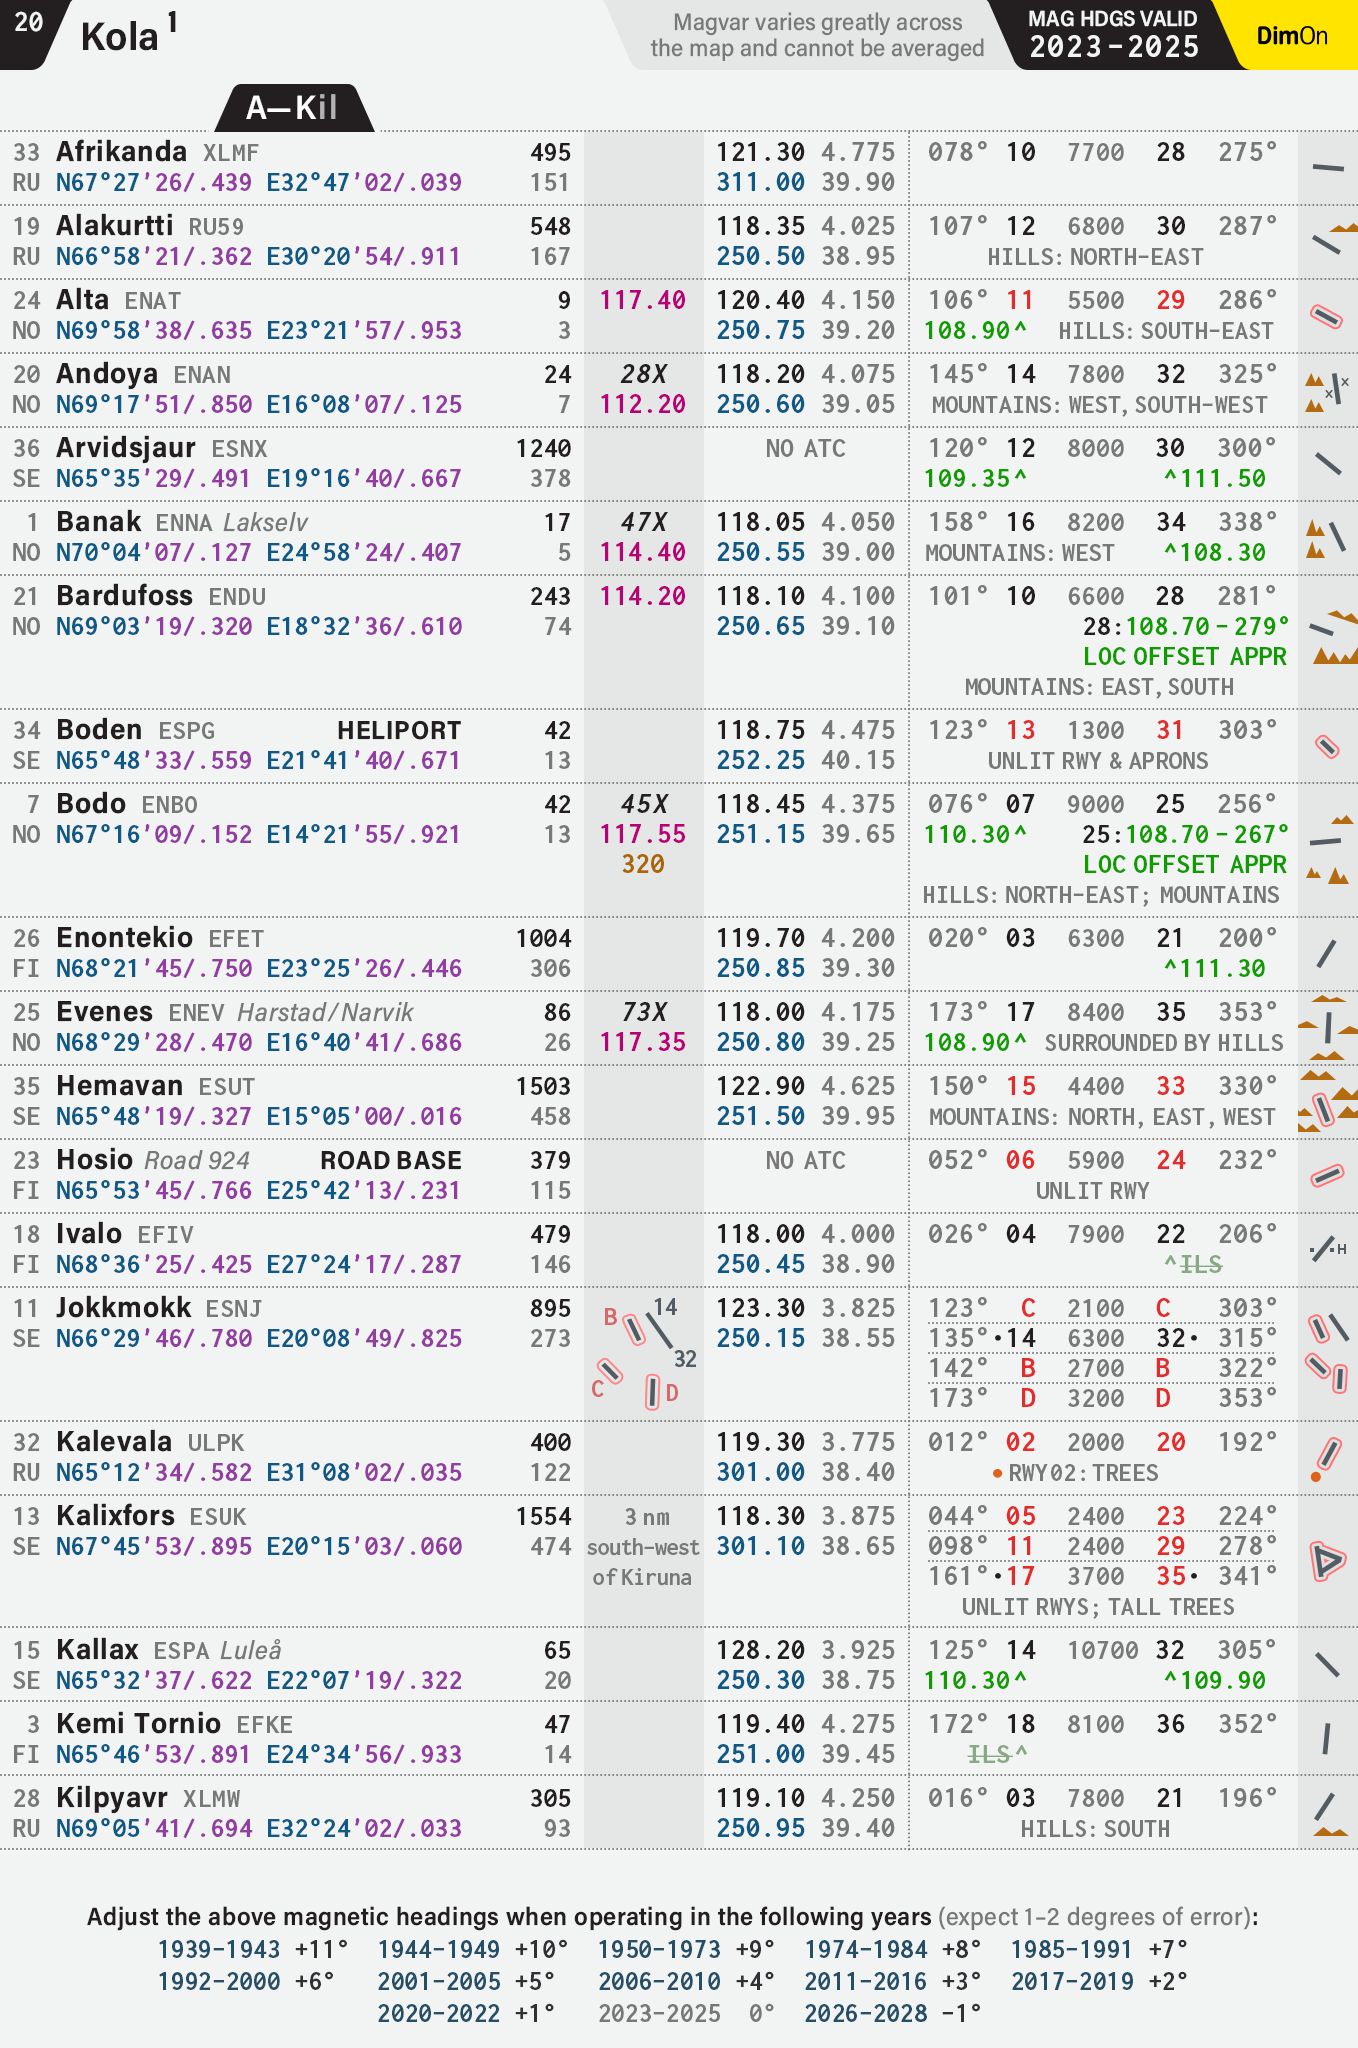 20 Kola 1 Magvar varies greatly across MAG HDGS VALID DimOn
the map and cannot be averaged 2023-2025
A—Kil
33 Afrikanda XLMF 495 121.30 4.775 078° 10 7700 28 275°
RU N67°27'26/.439 E32°47'02/.039 151 311.00 39.90
19 Alakurtti RU59 548 118.35 4.025 107° 12 6800 30 287°
RU N66°58'21/.362 E30°20'54/.911 167 250.50 38.95 HILLS: NORTH-EAST
24 Alta ENAT 9 117.40 120.40 4.150 106° 11 5500 29 286°
NO N69°58'38/.635 E23°21'57/.953 3 250.75 39.20 108.90^ HILLS: SOUTH-EAST
20 Andoya ENAN 24 28X 118.20 4.075 145° 14 7800 32 325°
NO N69°17'51/.850 E16°08'07/.125 7 112.20 250.60 39.05 MOUNTAINS: WEST, SOUTH-WEST
36 Arvidsjaur ESNX 1240 NO ATC 120° 12 8000 30 300°
SE N65°35'29/.491 E19°16'40/.667 378 109.35^ ^111.50
1 Banak ENNA Lakselv 17 47X 118.05 4.050 158° 16 8200 34 338°
NO N70°04'07/.127 E24°58'24/.407 5 114.40 250.55 39.00 MOUNTAINS: WEST ^108.30
21 Bardufoss ENDU 243 114.20 118.10 4.100 101° 10 6600 28 281°
NO N69°03'19/.320 E18°32'36/.610 74 250.65 39.10 28:108.70-279°
LOC OFFSET APPR
MOUNTAINS: EAST, SOUTH
34 Boden ESPG HELIPORT 42 118.75 4.475 123° 13 1300 31 303°
SE N65°48'33/.559 E21°41'40/.671 13 252.25 40.15 UNLIT RWY & APRONS
7 Bodo ENBO 42 45X 118.45 4.375 076° 07 9000 25 256°
NO N67°16'09/.152 E14°21'55/.921 13 117.55 251.15 39.65 110.30^ 25:108.70-267°
320 LOC OFFSET APPR
HILLS: NORTH-EAST; MOUNTAINS
26 Enontekio EFET 1004 119.70 4.200 020° 03 6300 21 200°
FI N68°21'45/.750 E23°25'26/.446 306 250.85 39.30 ^111.30
25 Evenes ENEV Harstad/Narvik 86 73X 118.00 4.175 173° 17 8400 35 353°
NO N68°29'28/.470 E16°40'41/.686 26 117.35 250.80 39.25 108.90^ SURROUNDED BY HILLS
35 Hemavan ESUT 1503 122.90 4.625 150° 15 4400 33 330°
SE N65°48'19/.327 E15°05'00/.016 458 251.50 39.95 MOUNTAINS: NORTH, EAST, WEST
23 Hosio Road 924 ROAD BASE 379 NO ATC 052° 06 5900 24 232°
FI N65°53'45/.766 E25°42'13/.231 115 UNLIT RWY
18 Ivalo EFIV 479 118.00 4.000 026° 04 7900 22 206° H
FI N68°36'25/.425 E27°24'17/.287 146 250.45 38.90 ^ILS
11 Jokkmokk ESNJ 895 B 14 123.30 3.825 123° C 2100 C 303°
SE N66°29'46/.780 E20°08'49/.825 273 32 250.15 38.55 135°•14 6300 32• 315°
142° B 2700 B 322°
C D 173° D 3200 D 353°
32 Kalevala ULPK 400 119.30 3.775 012° 02 2000 20 192°
RU N65°12'34/.582 E31°08'02/.035 122 301.00 38.40 • RWY02: TREES
13 Kalixfors ESUK 1554 3 nm 118.30 3.875 044° 05 2400 23 224°
SE N67°45'53/.895 E20°15'03/.060 474 south-west 301.10 38.65 098° 11 2400 29 278°
of Kiruna 161°•17 3700 35• 341°
UNLIT RWYS; TALL TREES
15 Kallax ESPA Luleå 65 128.20 3.925 125° 14 10700 32 305°
SE N65°32'37/.622 E22°07'19/.322 20 250.30 38.75 110.30^ ^109.90
3 Kemi Tornio EFKE 47 119.40 4.275 172° 18 8100 36 352°
FI N65°46'53/.891 E24°34'56/.933 14 251.00 39.45 ILS^
28 Kilpyavr XLMW 305 119.10 4.250 016° 03 7800 21 196°
RU N69°05'41/.694 E32°24'02/.033 93 250.95 39.40 HILLS: SOUTH
Adjust the above magnetic headings when operating in the following years (expect 1-2 degrees of error):
1939-1943 +11° 1944-1949 +10° 1950-1973 +9° 1974-1984 +8° 1985-1991 +7°
1992-2000 +6° 2001-2005 +5° 2006-2010 +4° 2011-2016 +3° 2017-2019 +2°
2020-2022 +1° 2023-2025 0° 2026-2028 -1°